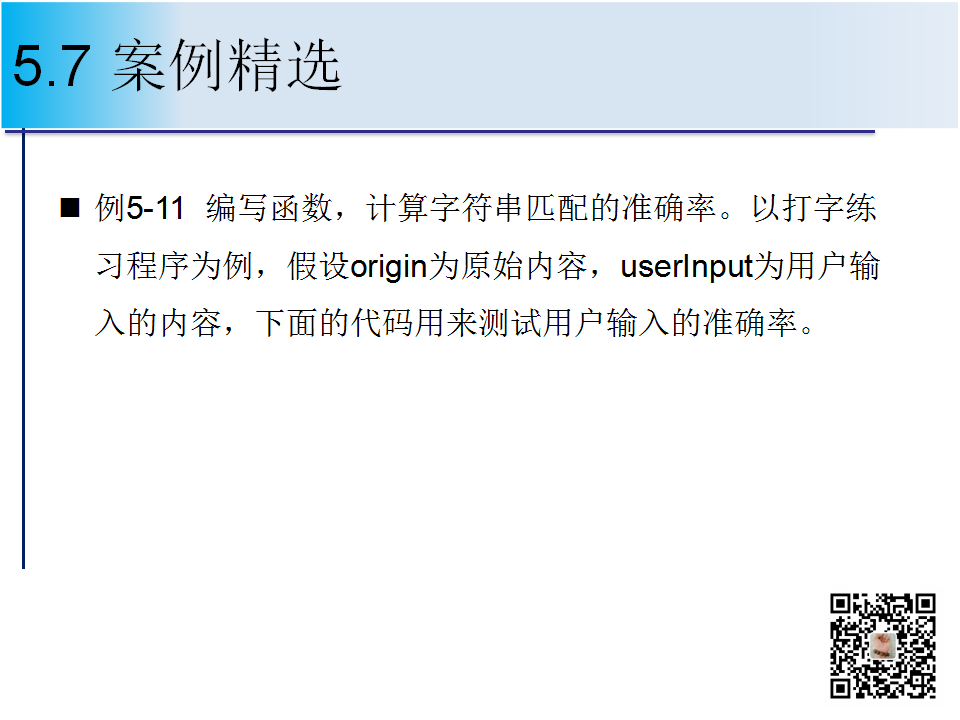 5.7 案例精选
■ 例5-11 编写函数，计算字符串匹配的准确率。以打字练
习程序为例，假设origin为原始内容，userInput为用户输
入的内容，下面的代码用来测试用户输入的准确率。